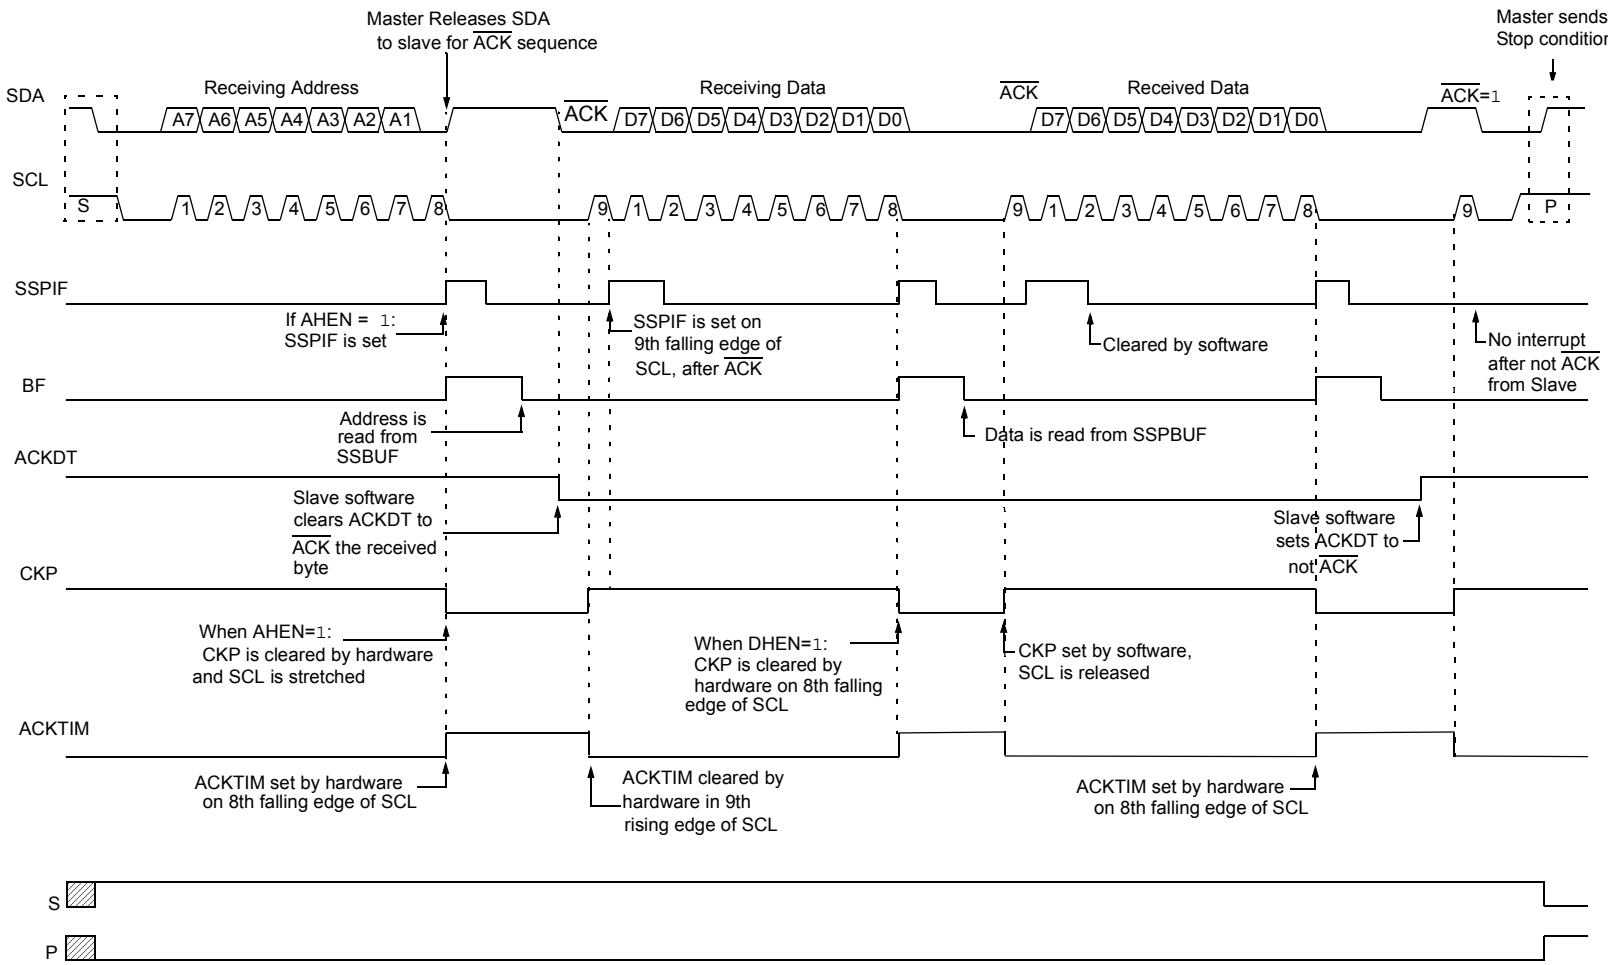 Master Releases SDA
to slave for ACK sequence
Master sends
Stop condition
SDA
Receiving Address
ACK
Receiving Data
ACK
Received Data
ACK=1
A7 A6 A5 A4 A3 A2 A1
D7 D6 D5 D4 D3 D2 D1 D0
D7 D6 D5 D4 D3 D2 D1 D0
SCL
S
1 2 3 4 5 6 7 8
9 1 2 3 4 5 6 7 8
9 1 2 3 4 5 6 7 8
9
P
SSPIF
If AHEN = 1:
SSPIF is set
SSPIF is set on
9th falling edge of
SCL, after ACK
Cleared by software
No interrupt
after not ACK
from Slave
BF
Address is
read from
SSBUF
Data is read from SSPBUF
ACKDT
Slave software
clears ACKDT to
ACK the received
byte
Slave software
sets ACKDT to
not ACK
CKP
When AHEN=1:
CKP is cleared by hardware
and SCL is stretched
When DHEN=1:
CKP is cleared by
hardware on 8th falling
edge of SCL
CKP set by software,
SCL is released
ACKTIM
ACKTIM set by hardware
on 8th falling edge of SCL
ACKTIM cleared by
hardware in 9th
rising edge of SCL
ACKTIM set by hardware
on 8th falling edge of SCL
S
P